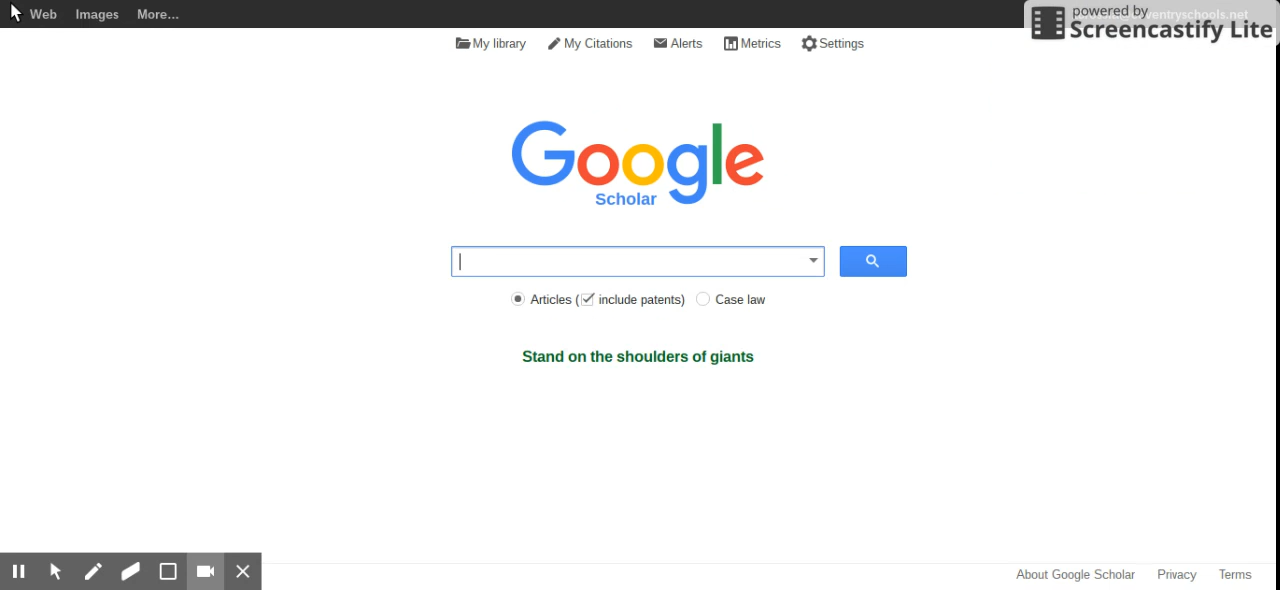 Web Images More...
powered by
Screencastify Lite
My library My Citations Alerts Metrics Settings
Google
Scholar
Articles ( include patents) Case law
Stand on the shoulders of giants
About Google Scholar Privacy Terms